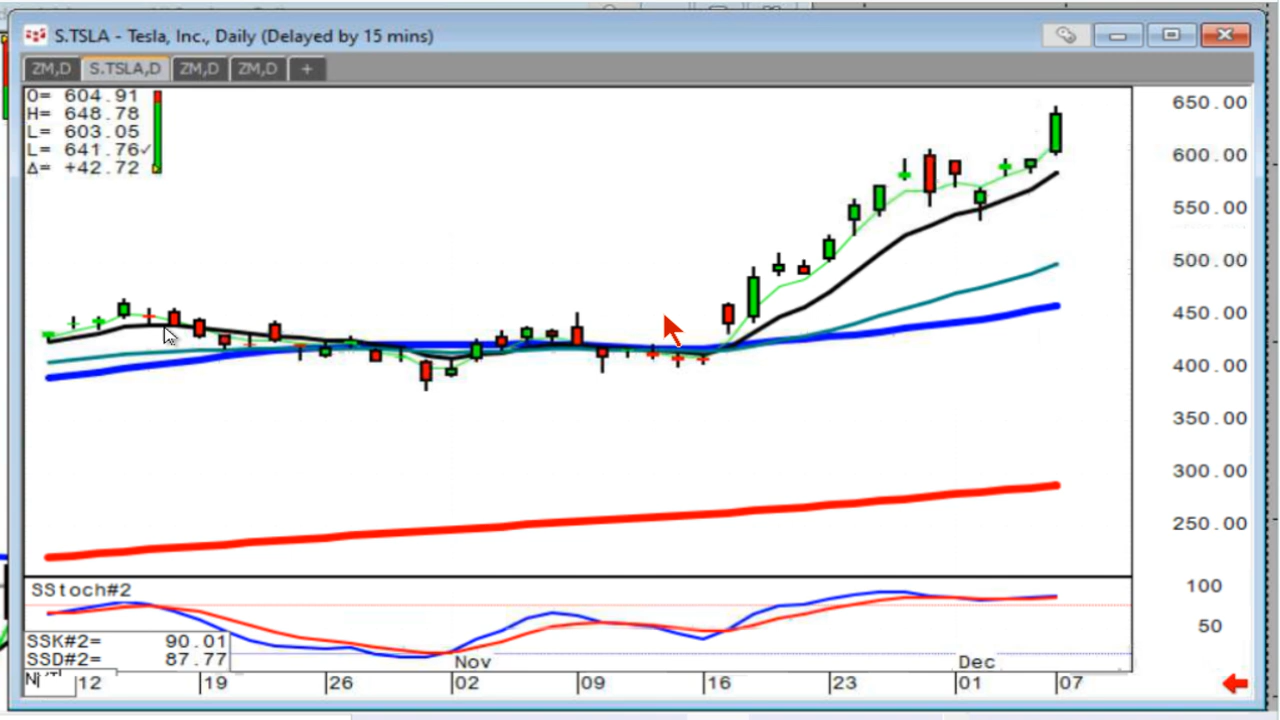 S.TSLA - Tesla, Inc., Daily (Delayed by 15 mins)
ZM,D S.TSLA,D ZM,D ZM,D +
O= 604.91
H= 648.78
L= 603.05
L= 641.76✓
Δ= +42.72
650.00
600.00
550.00
500.00
450.00
400.00
350.00
300.00
250.00
SStoch#2
100
50
SSK#2= 90.01
SSD#2= 87.77
Nov Dec
12 19 26 02 09 16 23 01 07